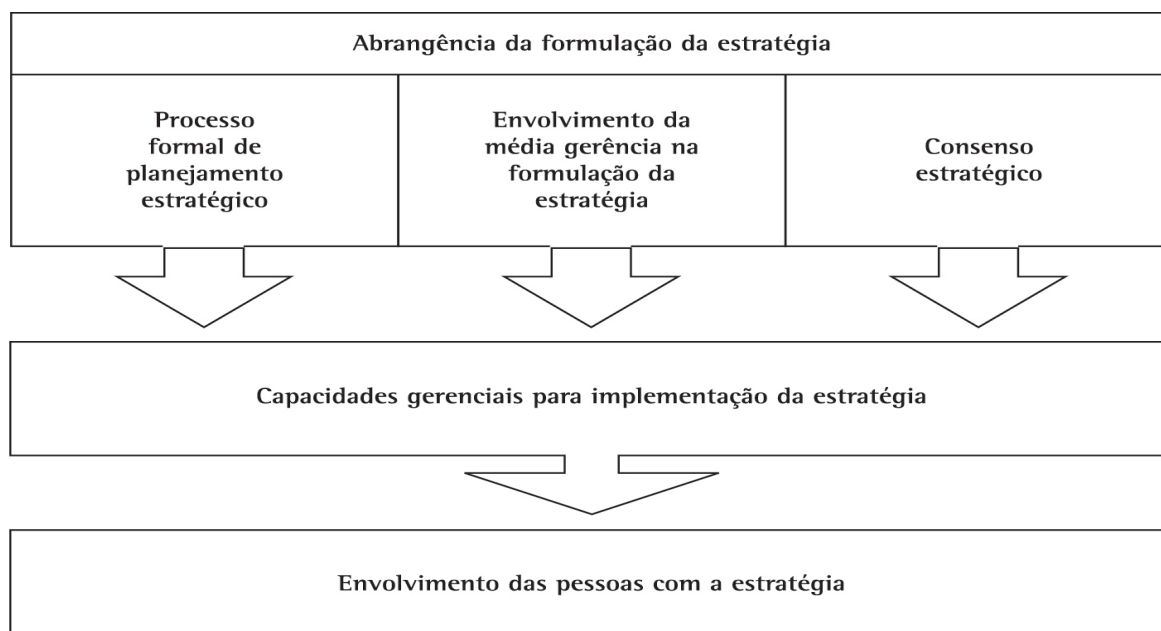 Abrangência da formulação da estratégia
Processo
formal de
planejamento
estratégico
Envolvimento da
média gerência na
formulação da
estratégia
Consenso
estratégico
Capacidades gerenciais para implementação da estratégia
Envolvimento das pessoas com a estratégia